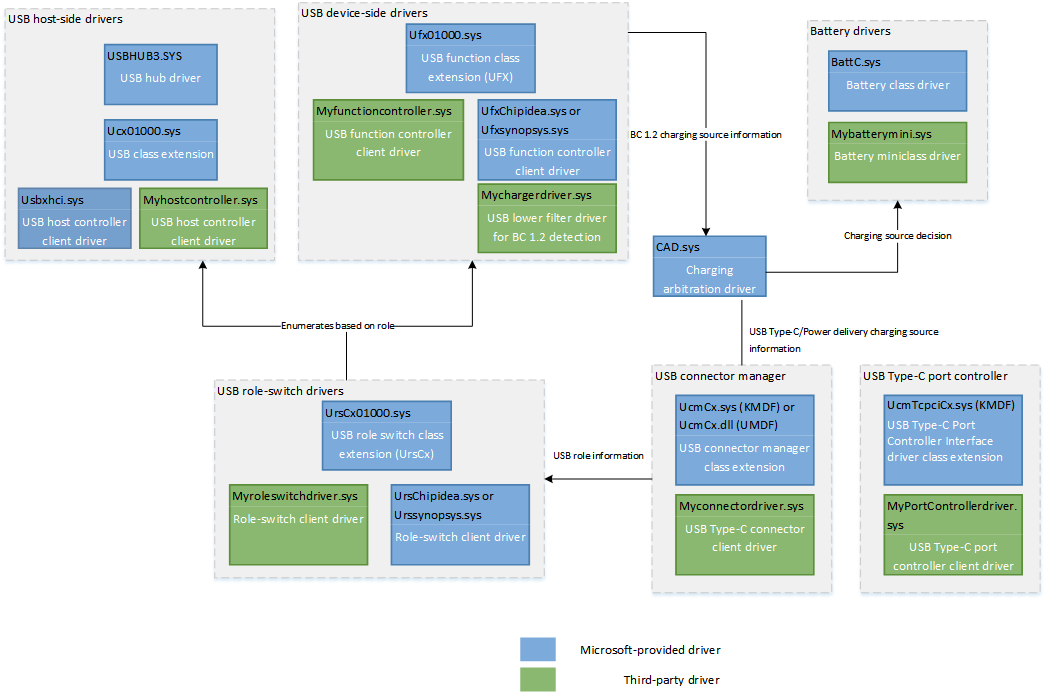 USB host-side drivers
USBHUB3.SYS
USB hub driver
Ucx01000.sys
USB class extension
Usbxhci.sys
USB host controller
client driver
Myhostcontroller.sys
USB host controller
client driver
USB device-side drivers
Ufx01000.sys
USB function class
extension (UFX)
Myfunctioncontroller.sys
USB function controller
client driver
UfxChipidea.sys or
Ufxsynopsys.sys
USB function controller
client driver
Mychargerdriver.sys
USB lower filter driver
for BC 1.2 detection
BC 1.2 charging source information
Battery drivers
BattC.sys
Battery class driver
Mybatterymini.sys
Battery miniclass driver
Charging source decision
CAD.sys
Charging
arbitration driver
Enumerates based on role
USB Type-C/Power delivery charging source
information
USB role-switch drivers
UrsCx01000.sys
USB role switch class
extension (UrsCx)
Myroleswitchdriver.sys
Role-switch client driver
UrsChipidea.sys or
Urssynopsys.sys
Role-switch client driver
USB role information
USB connector manager
UcmCx.sys (KMDF) or
UcmCx.dll (UMDF)
USB connector manager
class extension
Myconnectordriver.sys
USB Type-C connector
client driver
USB Type-C port controller
UcmTcpciCx.sys (KMDF)
USB Type-C Port
Controller Interface
driver class extension
MyPortControllerdriver.
sys
USB Type-C port
controller client driver
Microsoft-provided driver
Third-party driver